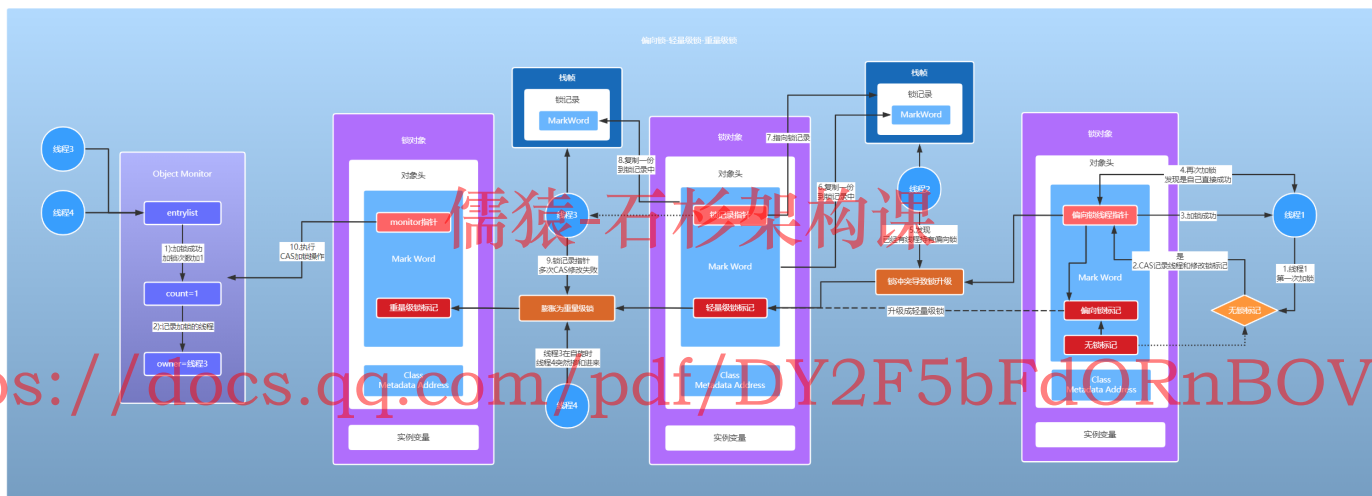 偏向锁-轻量级锁-重量级锁
线程3
线程4
Object Monitor
entrylist
1):加锁成功
加锁次数加1
count=1
2):记录加锁的线程
owner=线程3
10.执行
CAS加锁操作
锁对象
对象头
monitor指针
Mark Word
重量级锁标记
Class
Metadata Address
实例变量
栈帧
锁记录
MarkWord
8.复制一份
到锁记录中
线程3
9.锁记录指针
多次CAS修改失败
膨胀为重量级锁
线程3在自旋时
线程4
锁对象
对象头
锁记录指针
Mark Word
轻量级锁标记
Class
Metadata Address
实例变量
7.指向锁记录
6.复制一份
到锁记录中
栈帧
锁记录
MarkWord
线程2
5.发现
已经有线程持有偏向锁
锁冲突导致锁升级
升级成轻量级锁
锁对象
对象头
偏向锁线程指针
Mark Word
偏向锁标记
无锁标记
Class
Metadata Address
实例变量
4.再次加锁
发现是自己直接成功
3.加锁成功
线程1
1.线程1
第一次加锁
是
2.CAS记录线程和修改锁标记
无锁标记
儒猿-石杉架构课
ps://docs.qq.com/pdf/DY2F5bFdORnBOV